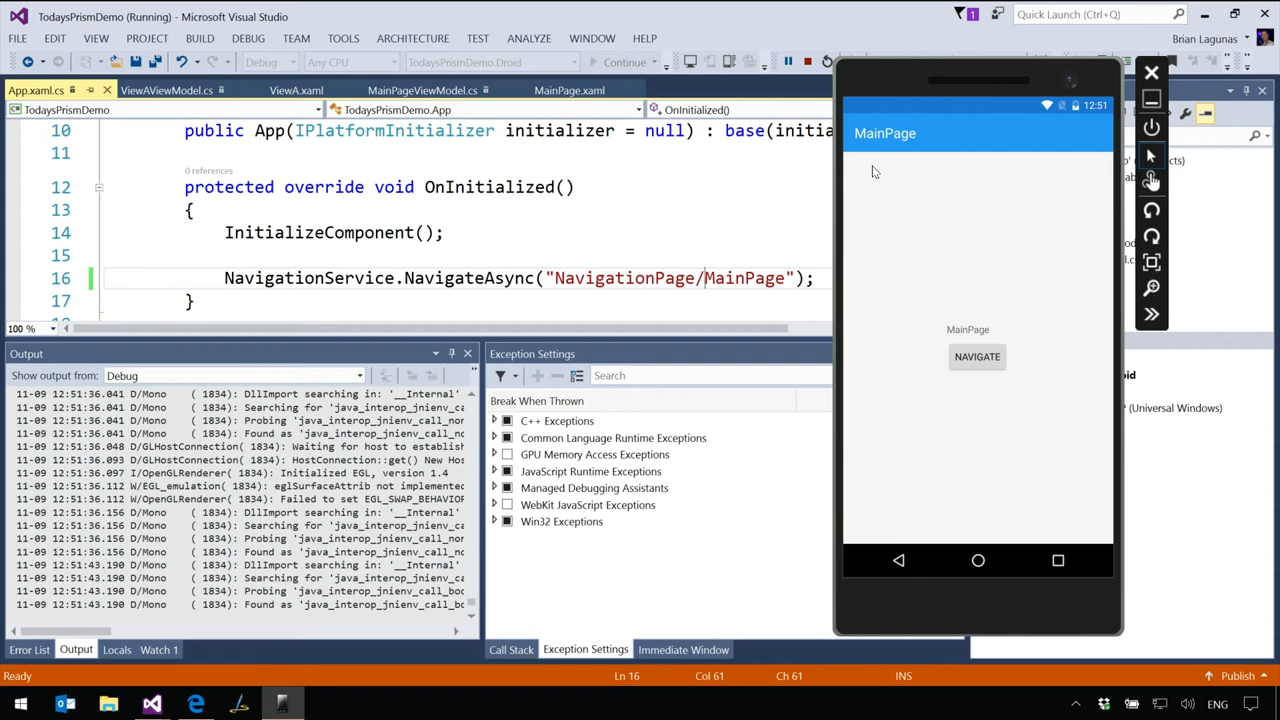 TodaysPrismDemo (Running) - Microsoft Visual Studio
1
Quick Launch (Ctrl+Q)
FILE EDIT VIEW PROJECT BUILD DEBUG TEAM TOOLS ARCHITECTURE TEST ANALYZE WINDOW HELP
Brian Lagunas
Debug Any CPU TodaysPrismDemo.Droid Continue
App.xaml.cs ViewAViewModel.cs ViewA.xaml MainPageViewModel.cs MainPage.xaml
TodaysPrismDemo TodaysPrismDemo.App OnInitialized()
10 public App(IPlatformInitializer initializer = null) : base(initia
11
0 references
12 protected override void OnInitialized()
13 {
14 InitializeComponent();
15
16 NavigationService.NavigateAsync("NavigationPage/MainPage");
17 }
100 %
12:51
MainPage
MainPage
NAVIGATE
(Universal Windows)
Output
Show output from: Debug
11-09 12:51:36.041 D/Mono ( 1834): DllImport searching in: '__Internal'
11-09 12:51:36.041 D/Mono ( 1834): Searching for 'java_interop_jnienv_ca
11-09 12:51:36.041 D/Mono ( 1834): Probing 'java_interop_jnienv_call_nor
11-09 12:51:36.041 D/Mono ( 1834): Found as 'java_interop_jnienv_call_no
11-09 12:51:36.048 D/GLHostConnection( 1834): Waiting for host to establis
11-09 12:51:36.048 D/GLHostConnection( 1834): HostConnection::get() New Ho
11-09 12:51:36.097 I/OpenGLRenderer( 1834): Initialized EGL, version 1.4
11-09 12:51:36.112 W/EGL_emulation( 1834): eglSurfaceAttrib not implemented
11-09 12:51:36.112 W/OpenGLRenderer( 1834): Failed to set EGL_SWAP_BEHAVIOR
11-09 12:51:36.156 D/Mono ( 1834): DllImport searching in: '__Internal'
11-09 12:51:36.156 D/Mono ( 1834): Searching for 'java_interop_jnienv_ca
11-09 12:51:36.156 D/Mono ( 1834): Probing 'java_interop_jnienv_call_nor
11-09 12:51:36.156 D/Mono ( 1834): Found as 'java_interop_jnienv_call_no
11-09 12:51:43.190 D/Mono ( 1834): DllImport searching in: '__Internal'
11-09 12:51:43.190 D/Mono ( 1834): Searching for 'java_interop_jnienv_ca
11-09 12:51:43.190 D/Mono ( 1834): Probing 'java_interop_jnienv_call_boo
11-09 12:51:43.190 D/Mono ( 1834): Found as 'java_interop_jnienv_call_bo
Exception Settings
Search
Break When Thrown
C++ Exceptions
Common Language Runtime Exceptions
GPU Memory Access Exceptions
JavaScript Runtime Exceptions
Managed Debugging Assistants
WebKit JavaScript Exceptions
Win32 Exceptions
Error List Output Locals Watch 1
Call Stack Exception Settings Immediate Window
Ready Ln 16 Col 61 Ch 61 INS Publish
ENG